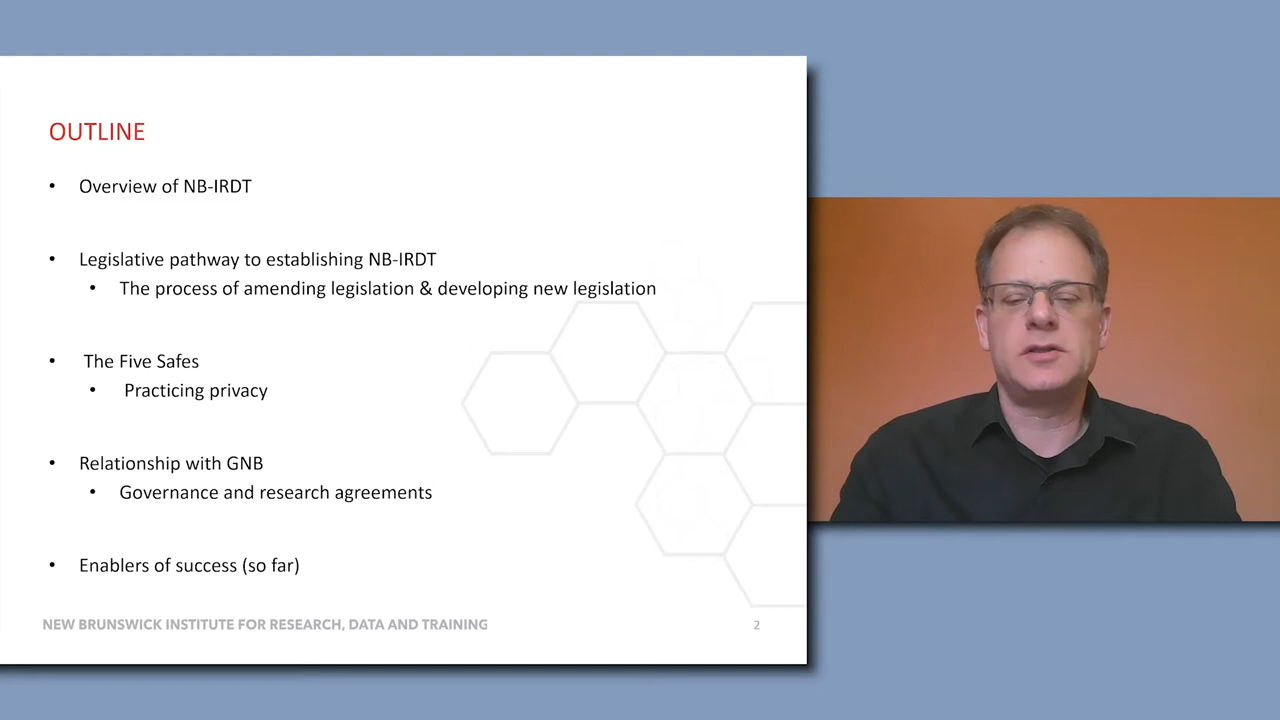 OUTLINE
• Overview of NB-IRDT
• Legislative pathway to establishing NB-IRDT
• The process of amending legislation & developing new legislation
• The Five Safes
• Practicing privacy
• Relationship with GNB
• Governance and research agreements
• Enablers of success (so far)
NEW BRUNSWICK INSTITUTE FOR RESEARCH, DATA AND TRAINING
2